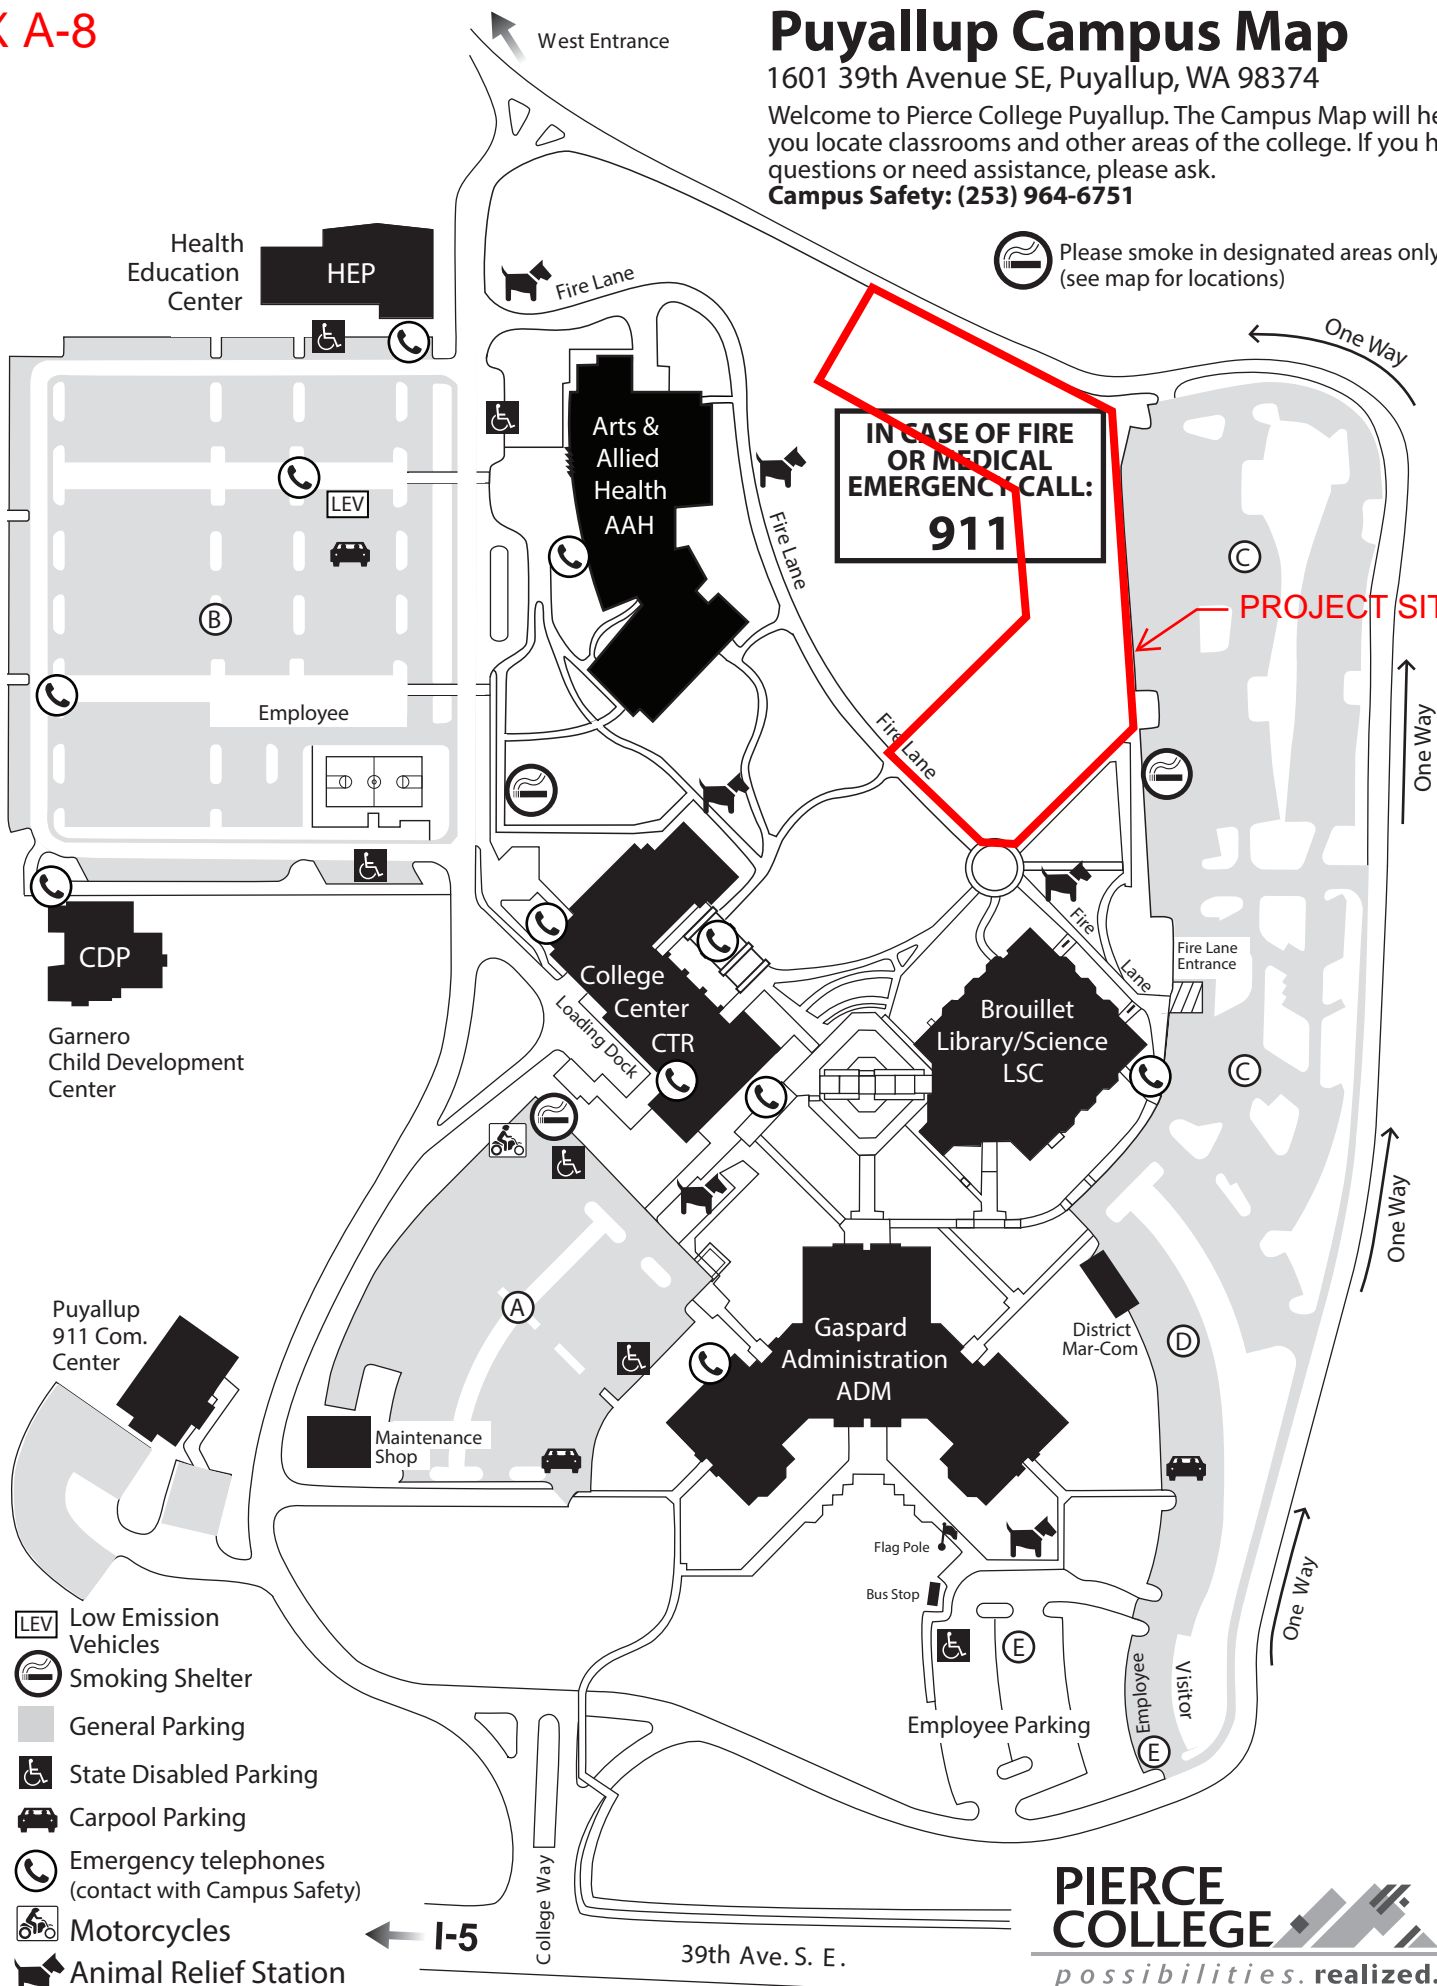 A-8
West Entrance
Puyallup Campus Map
1601 39th Avenue SE, Puyallup, WA 98374
Welcome to Pierce College Puyallup. The Campus Map will
you locate classrooms and other areas of the college. If you
questions or need assistance, please ask.
Campus Safety: (253) 964-6751
Please smoke in designated areas only
(see map for locations)
Health
Education
Center
HEP
Fire Lane
One Way
Arts &
Allied
Health
AAH
IN CASE OF FIRE
OR MEDICAL
EMERGENCY CALL:
911
Fire Lane
LEV
C
B
PROJECT
Employee
Fire Lane
One Way
CDP
Garnero
Child Development
Center
College
Center
CTR
Loading Dock
Fire
Lane
Fire Lane
Entrance
Brouillet
Library/Science
LSC
C
One Way
A
Puyallup
911 Com.
Center
Gaspard
Administration
ADM
District
Mar-Com
D
Maintenance
Shop
Flag Pole
Bus Stop
One Way
E
Employee Parking
Employee
Visitor
E
LEV
Low Emission
Vehicles
Smoking Shelter
General Parking
State Disabled Parking
Carpool Parking
Emergency telephones
(contact with Campus Safety)
Motorcycles
Animal Relief Station
I-5
College Way
39th Ave. S. E.
PIERCE
COLLEGE
possibilities. realized.